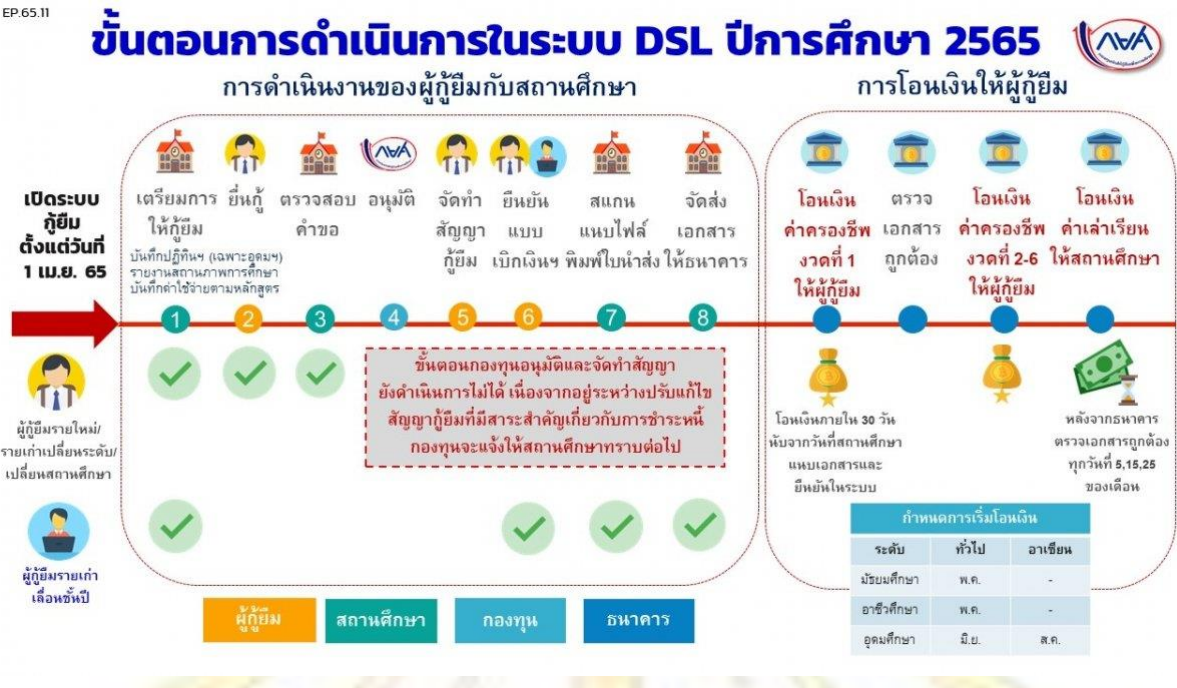 EP.65.11
ขั้นตอนการดำเนินการในระบบ DSL ปีการศึกษา 2565
กยศ
การดำเนินงานของผู้กู้ยืมกับสถานศึกษา
การโอนเงินให้ผู้กู้ยืม
เปิดระบบ
กู้ยืม
ตั้งแต่วันที่
1 เม.ย. 65
เตรียมการ
ให้กู้ยืม
บันทึกปฏิทินฯ (เฉพาะอุดมฯ)
รายงานสถานภาพการศึกษา
บันทึกค่าใช้จ่ายตามหลักสูตร
ยื่นกู้
ตรวจสอบ
คำขอ
กยศ
อนุมัติ
จัดทำ
สัญญา
กู้ยืม
ยืนยัน
แบบ
เบิกเงินฯ
สแกน
แนบไฟล์
พิมพ์ใบนำส่ง
จัดส่ง
เอกสาร
ให้ธนาคาร
โอนเงิน
ค่าครองชีพ
งวดที่ 1
ให้ผู้กู้ยืม
ตรวจ
เอกสาร
ถูกต้อง
โอนเงิน
ค่าครองชีพ
งวดที่ 2-6
ให้ผู้กู้ยืม
โอนเงิน
ค่าเล่าเรียน
ให้สถานศึกษา
1 2 3 4 5 6 7 8
ผู้กู้ยืมรายใหม่/
รายเก่าเปลี่ยนระดับ/
เปลี่ยนสถานศึกษา
ขั้นตอนกองทุนอนุมัติและจัดทำสัญญา
ยังดำเนินการไม่ได้ เนื่องจากอยู่ระหว่างปรับแก้ไข
สัญญากู้ยืมที่มีสาระสำคัญเกี่ยวกับการชำระหนี้
กองทุนจะแจ้งให้สถานศึกษาทราบต่อไป
โอนเงินภายใน 30 วัน
นับจากวันที่สถานศึกษา
แนบเอกสารและ
ยืนยันในระบบ
หลังจากธนาคาร
ตรวจเอกสารถูกต้อง
ทุกวันที่ 5,15,25
ของเดือน
ผู้กู้ยืมรายเก่า
เลื่อนชั้นปี
กำหนดการเริ่มโอนเงิน
ระดับ ทั่วไป อาเซียน
มัธยมศึกษา พ.ค. -
อาชีวศึกษา พ.ค. -
อุดมศึกษา มิ.ย. ส.ค.
ผู้กู้ยืม สถานศึกษา กองทุน ธนาคาร